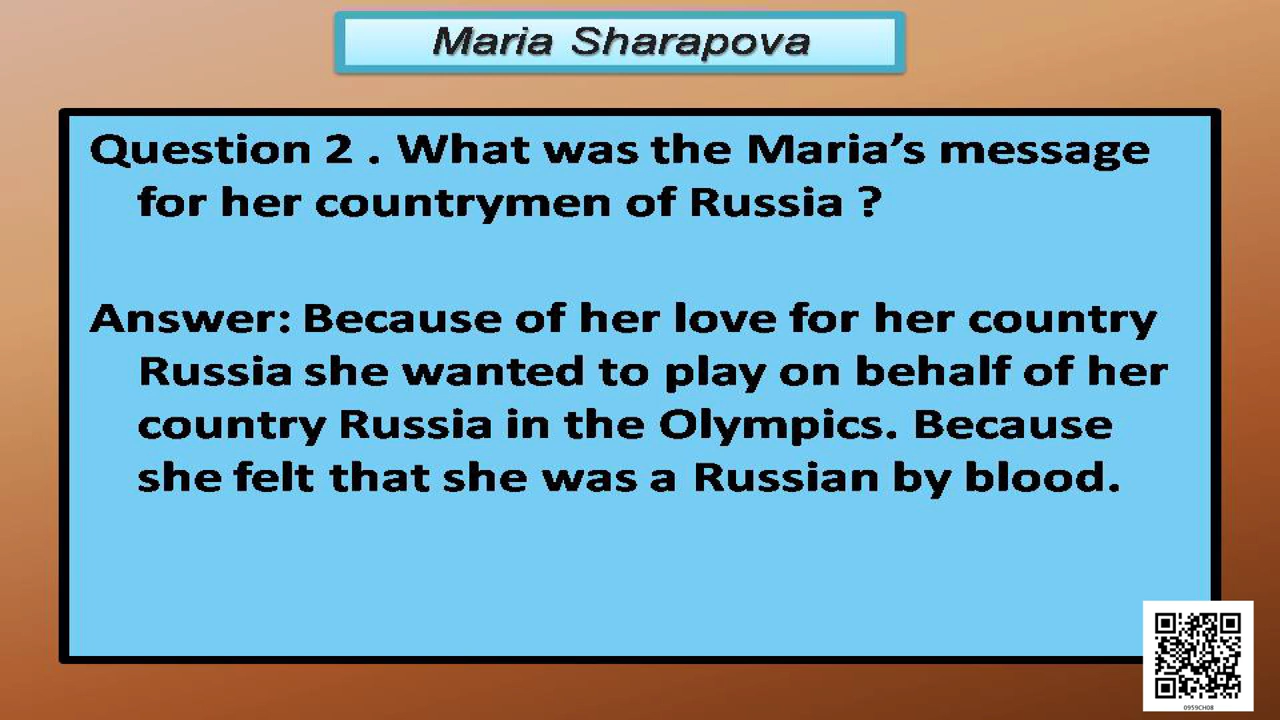 Maria Sharapova
Question 2 . What was the Maria’s message
for her countrymen of Russia ?
Answer: Because of her love for her country
Russia she wanted to play on behalf of her
country Russia in the Olympics. Because
she felt that she was a Russian by blood.
0959CH08